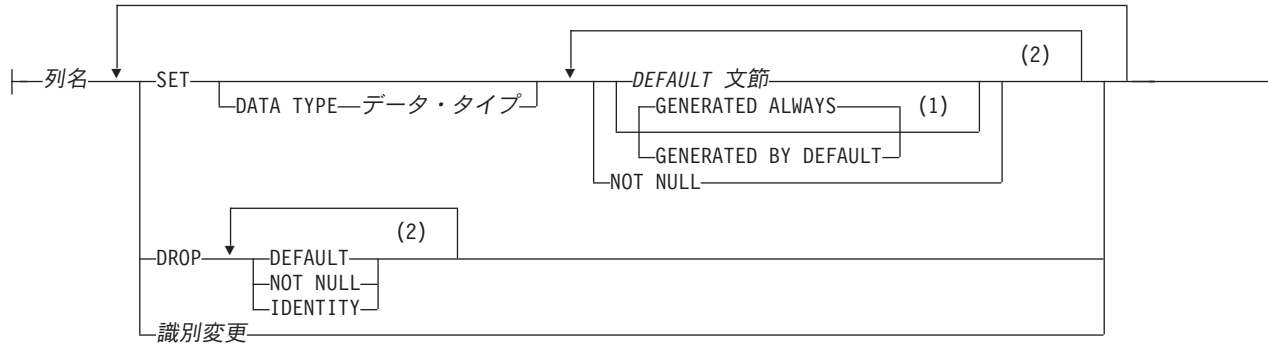 (2)
列名 SET DEFAULT 文節
DATA TYPE データ・タイプ GENERATED ALWAYS (1)
GENERATED BY DEFAULT
NOT NULL
(2)
DROP DEFAULT
NOT NULL
IDENTITY
識別変更